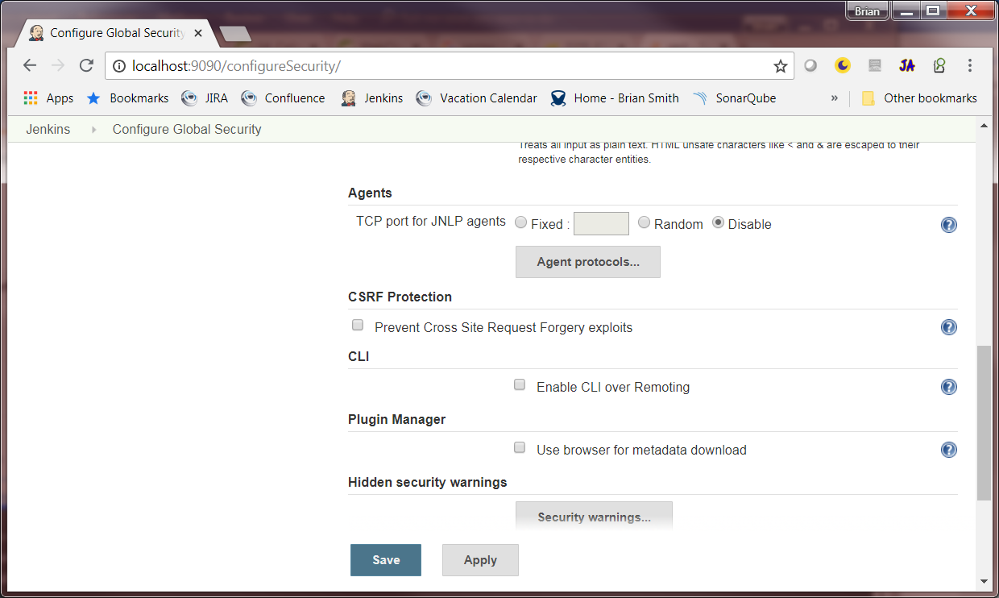 Brian
Configure Global Security
localhost:9090/configureSecurity/
Apps Bookmarks JIRA Confluence Jenkins Vacation Calendar Home - Brian Smith SonarQube » Other bookmarks
Jenkins Configure Global Security
Treats all input as plain text. HTML unsafe characters like < and & are escaped to their
respective character entities.
Agents
TCP port for JNLP agents Fixed : Random Disable
Agent protocols...
CSRF Protection
Prevent Cross Site Request Forgery exploits
CLI
Enable CLI over Remoting
Plugin Manager
Use browser for metadata download
Hidden security warnings
Security warnings...
Save Apply